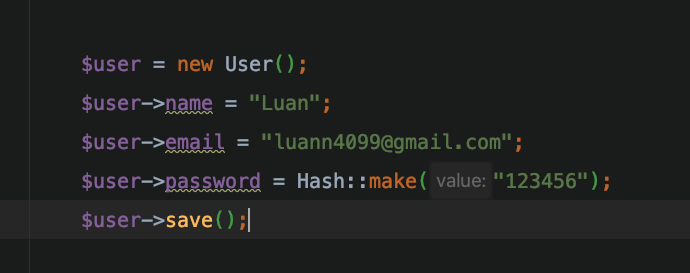 $user = new User();
$user->name = "Luan";
$user->email = "luann4099@gmail.com";
$user->password = Hash::make( value: "123456");
$user->save();